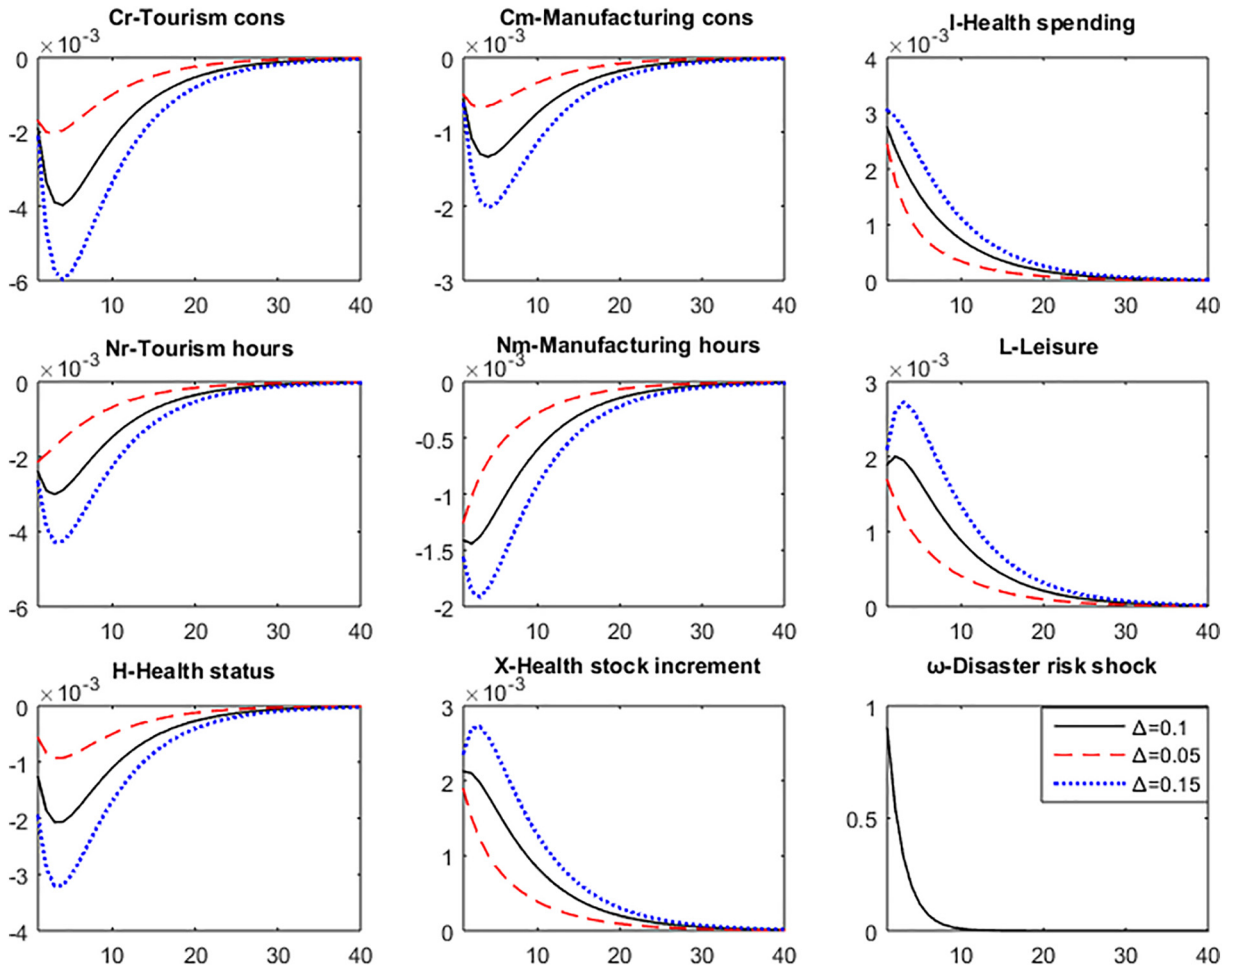 Cr-Tourism cons
×10-3
0
-2
-4
-6
10 20 30 40
Cm-Manufacturing cons
×10-3
0
-1
-2
-3
10 20 30 40
I-Health spending
×10-3
4
3
2
1
0
10 20 30 40
Nr-Tourism hours
×10-3
0
-2
-4
-6
10 20 30 40
Nm-Manufacturing hours
×10-3
0
-0.5
-1
-1.5
-2
10 20 30 40
L-Leisure
×10-3
3
2
1
0
10 20 30 40
H-Health status
×10-3
0
-1
-2
-3
-4
10 20 30 40
X-Health stock increment
×10-3
3
2
1
0
10 20 30 40
ω-Disaster risk shock
1
0.5
0
Δ=0.1
Δ=0.05
Δ=0.15
10 20 30 40